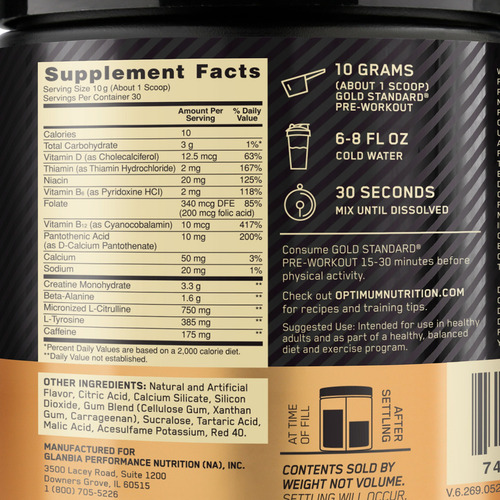 Supplement Facts
Serving Size 10 g (About 1 Scoop)
Servings Per Container 30
Amount Per Serving % Daily Value
Calories 10
Total Carbohydrate 3 g 1%*
Vitamin D (as Cholecalciferol) 12.5 mcg 63%
Thiamin (as Thiamin Hydrochloride) 2 mg 167%
Niacin 20 mg 125%
Vitamin B₆ (as Pyridoxine HCl) 2 mg 118%
Folate 340 mcg DFE 85%
(200 mcg folic acid)
Vitamin B₁₂ (as Cyanocobalamin) 10 mcg 417%
Pantothenic Acid 10 mg 200%
(as D-Calcium Pantothenate)
Calcium 50 mg 3%
Sodium 20 mg 1%
Creatine Monohydrate 3.3 g **
Beta-Alanine 1.6 g **
Micronized L-Citrulline 750 mg **
L-Tyrosine 385 mg **
Caffeine 175 mg **
*Percent Daily Values are based on a 2,000 calorie diet.
**Daily Value not established.
OTHER INGREDIENTS: Natural and Artificial
Flavor, Citric Acid, Calcium Silicate, Silicon
Dioxide, Gum Blend (Cellulose Gum, Xanthan
Gum, Carrageenan), Sucralose, Tartaric Acid,
Malic Acid, Acesulfame Potassium, Red 40.
MANUFACTURED FOR
GLANBIA PERFORMANCE NUTRITION (NA), INC.
3500 Lacey Road, Suite 1200
Downers Grove, IL 60515
1 (800) 705-5226
10 GRAMS
(ABOUT 1 SCOOP)
GOLD STANDARD®
PRE-WORKOUT
6-8 FL OZ
COLD WATER
30 SECONDS
MIX UNTIL DISSOLVED
Consume GOLD STANDARD®
PRE-WORKOUT 15-30 minutes before
physical activity.
Check out OPTIMUMNUTRITION.COM
for recipes and training tips.
Suggested Use: Intended for use in healthy
adults and as part of a healthy, balanced
diet and exercise program.
AT TIME
OF FILL
AFTER
SETTLING
CONTENTS SOLD BY
WEIGHT NOT VOLUME.
SETTLING WILL OCCUR.
74
V.6.269.052